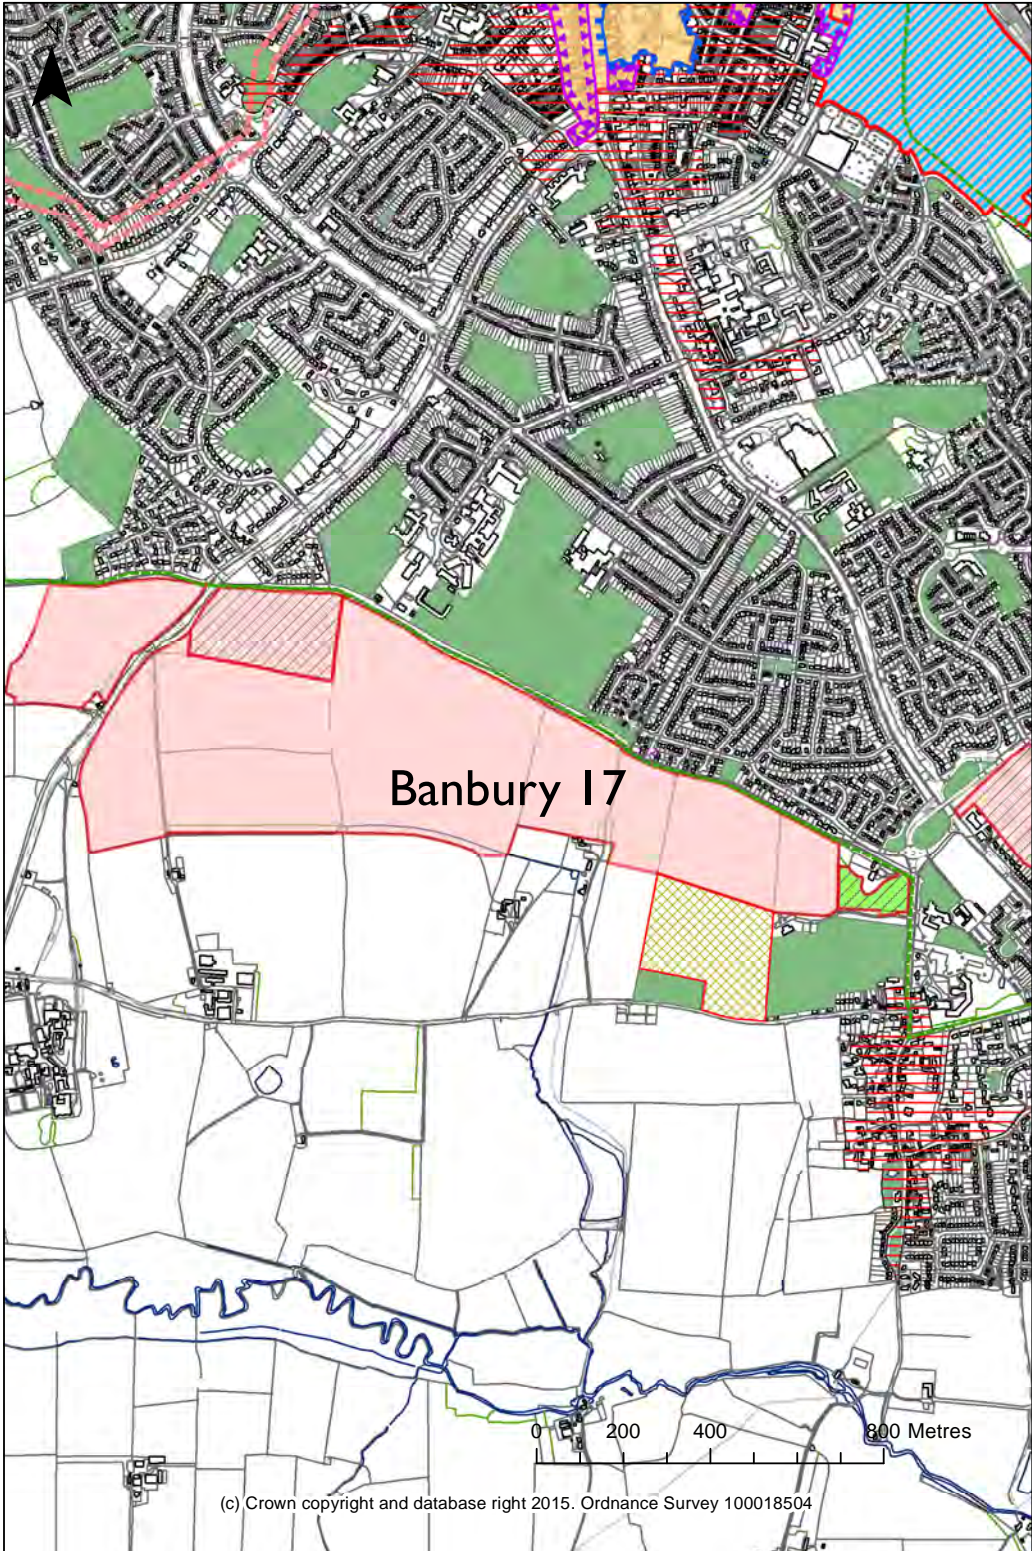 Banbury 17
0 200 400 800 Metres
(c) Crown copyright and database right 2015. Ordnance Survey 100018504